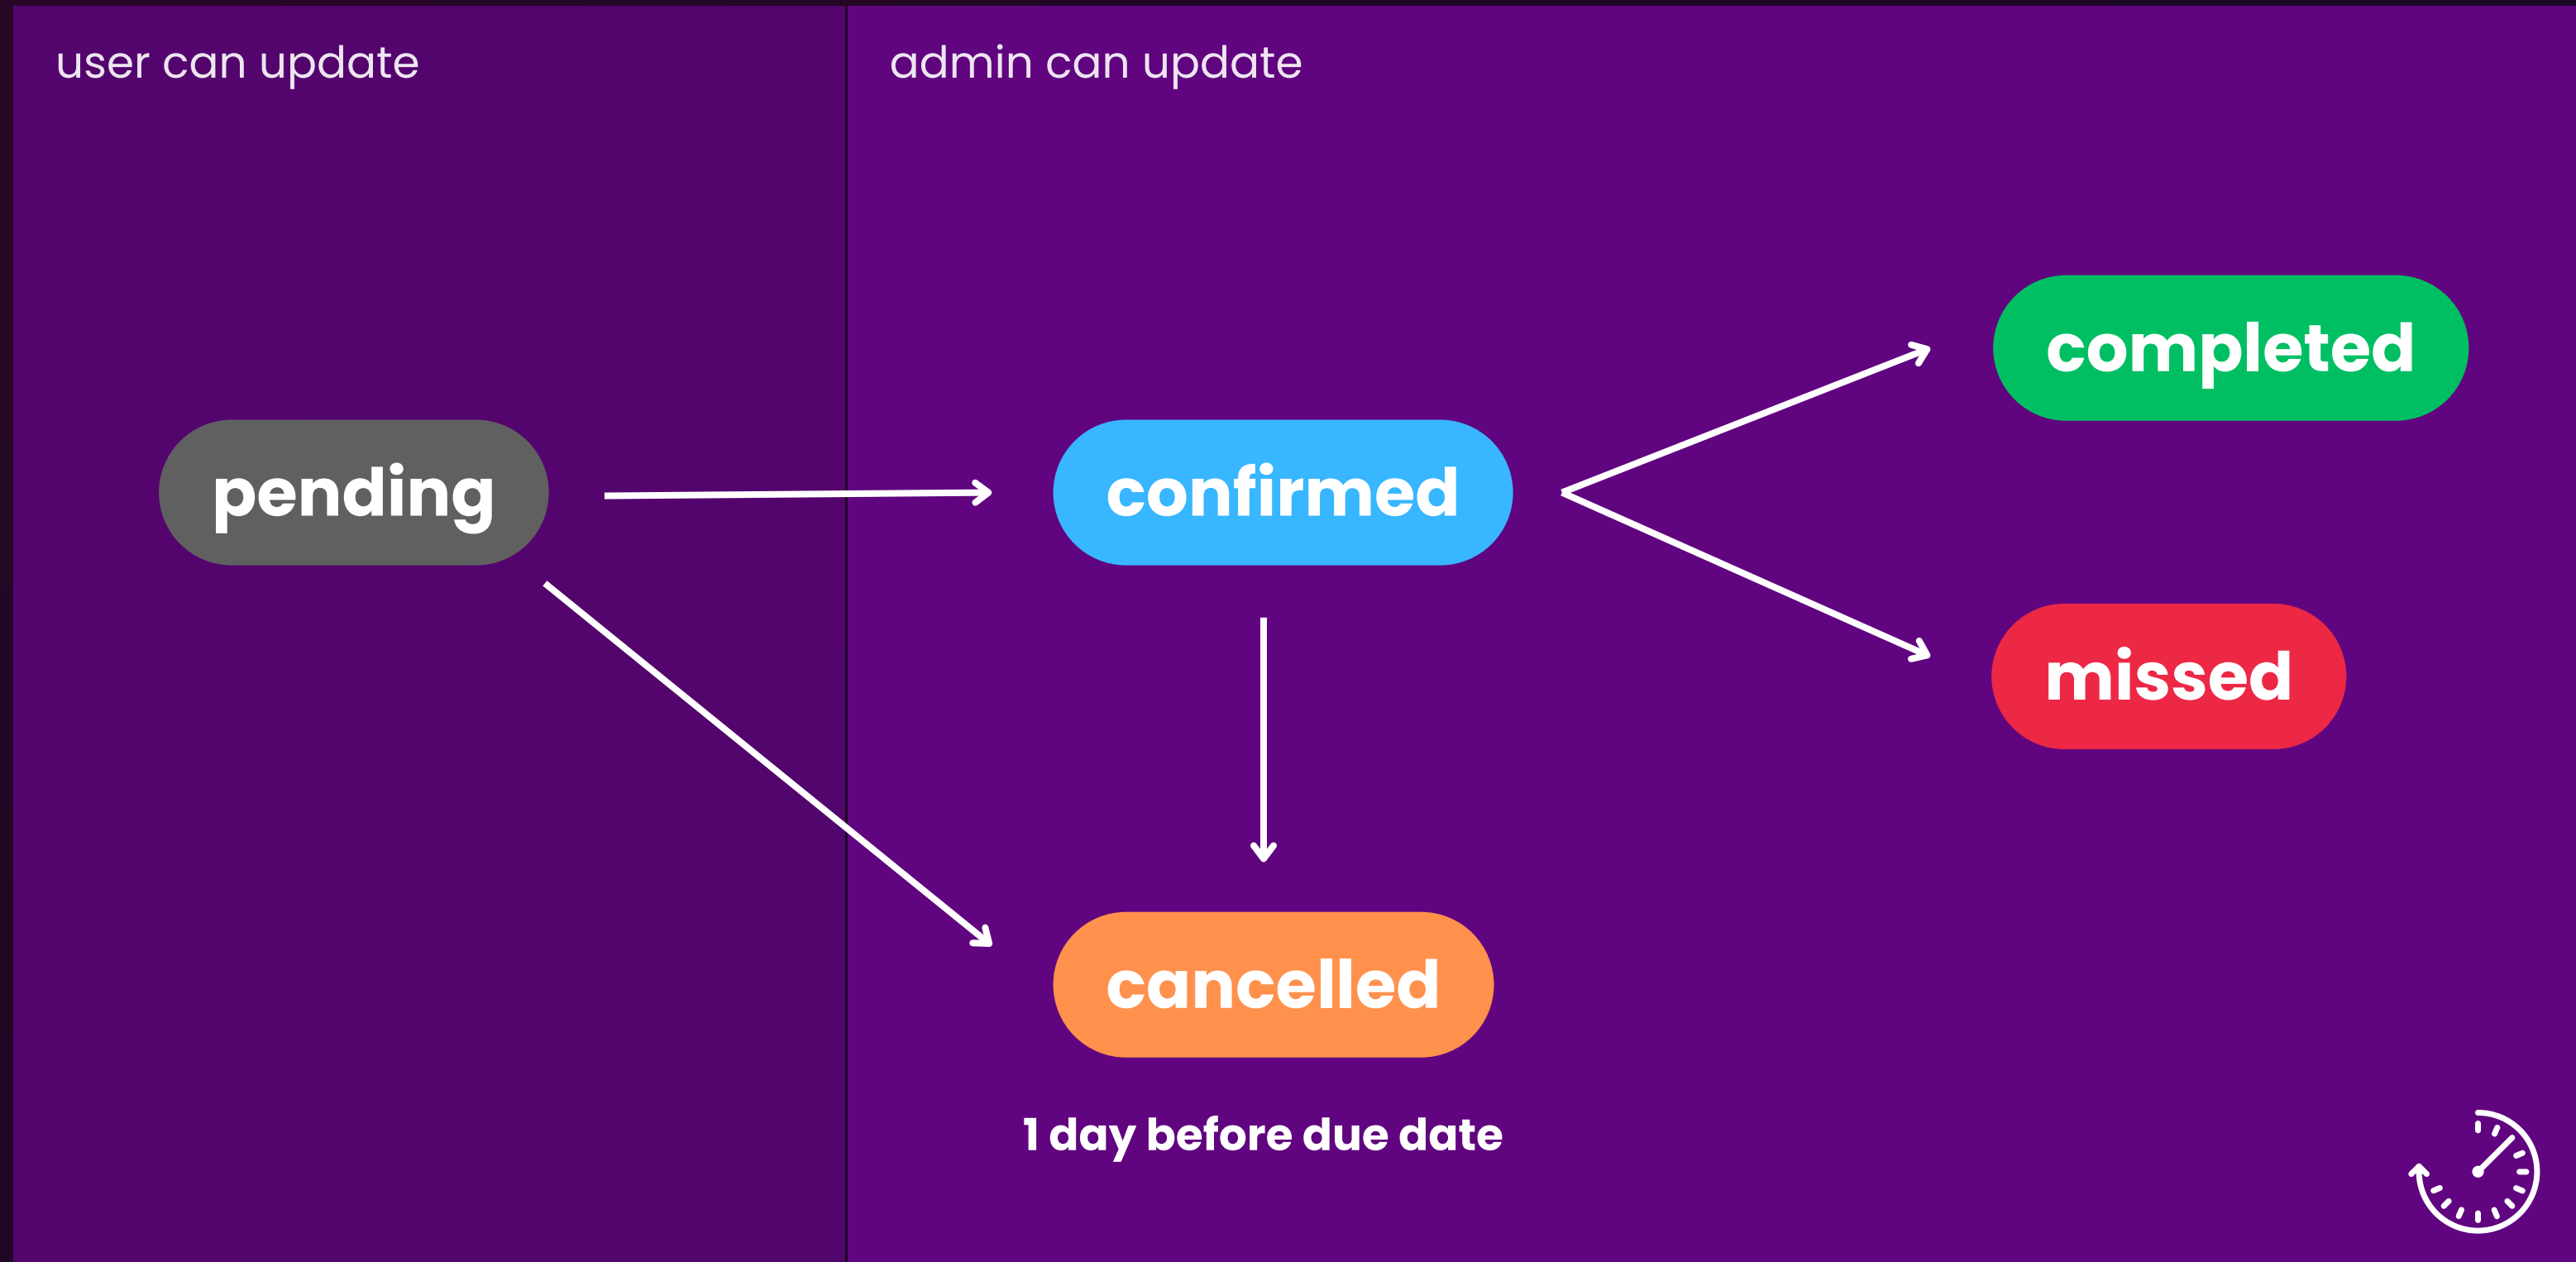 user can update
admin can update
completed
pending
confirmed
missed
cancelled
1 day before due date